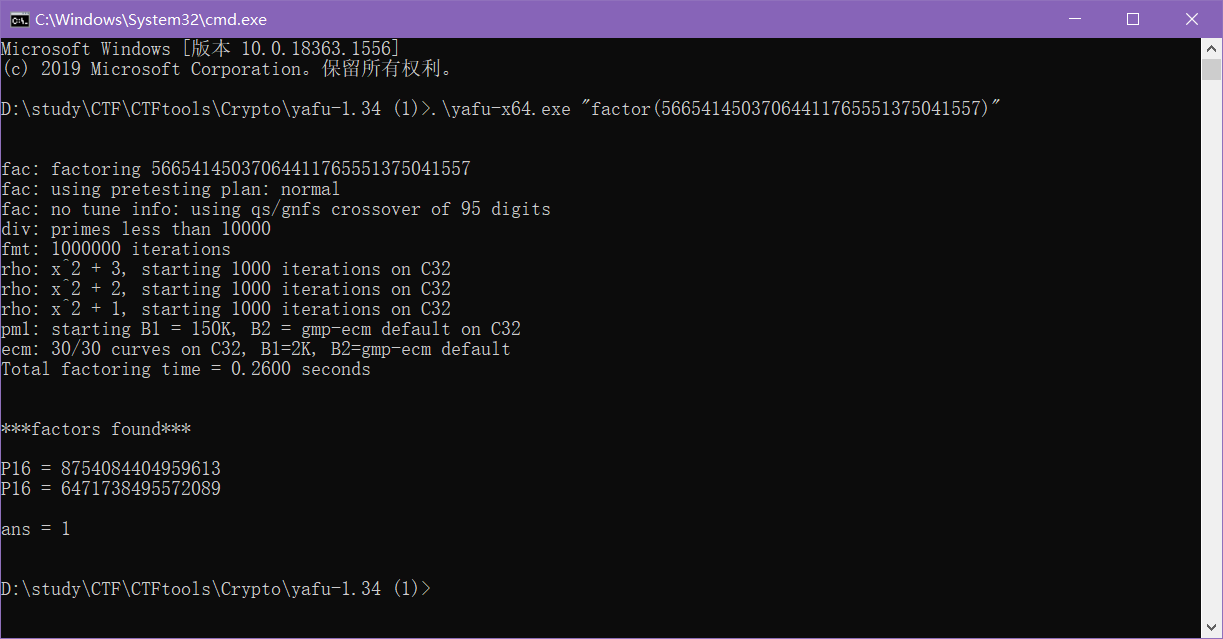 C:\Windows\System32\cmd.exe
Microsoft Windows [版本 10.0.18363.1556]
(c) 2019 Microsoft Corporation。保留所有权利。
D:\study\CTF\CTFtools\Crypto\yafu-1.34 (1)>.\yafu-x64.exe "factor(56654145037064411765551375041557)"
fac: factoring 56654145037064411765551375041557
fac: using pretesting plan: normal
fac: no tune info: using qs/gnfs crossover of 95 digits
div: primes less than 10000
fmt: 1000000 iterations
rho: x^2 + 3, starting 1000 iterations on C32
rho: x^2 + 2, starting 1000 iterations on C32
rho: x^2 + 1, starting 1000 iterations on C32
pm1: starting B1 = 150K, B2 = gmp-ecm default on C32
ecm: 30/30 curves on C32, B1=2K, B2=gmp-ecm default
Total factoring time = 0.2600 seconds
***factors found***
P16 = 8754084404959613
P16 = 6471738495572089
ans = 1
D:\study\CTF\CTFtools\Crypto\yafu-1.34 (1)>